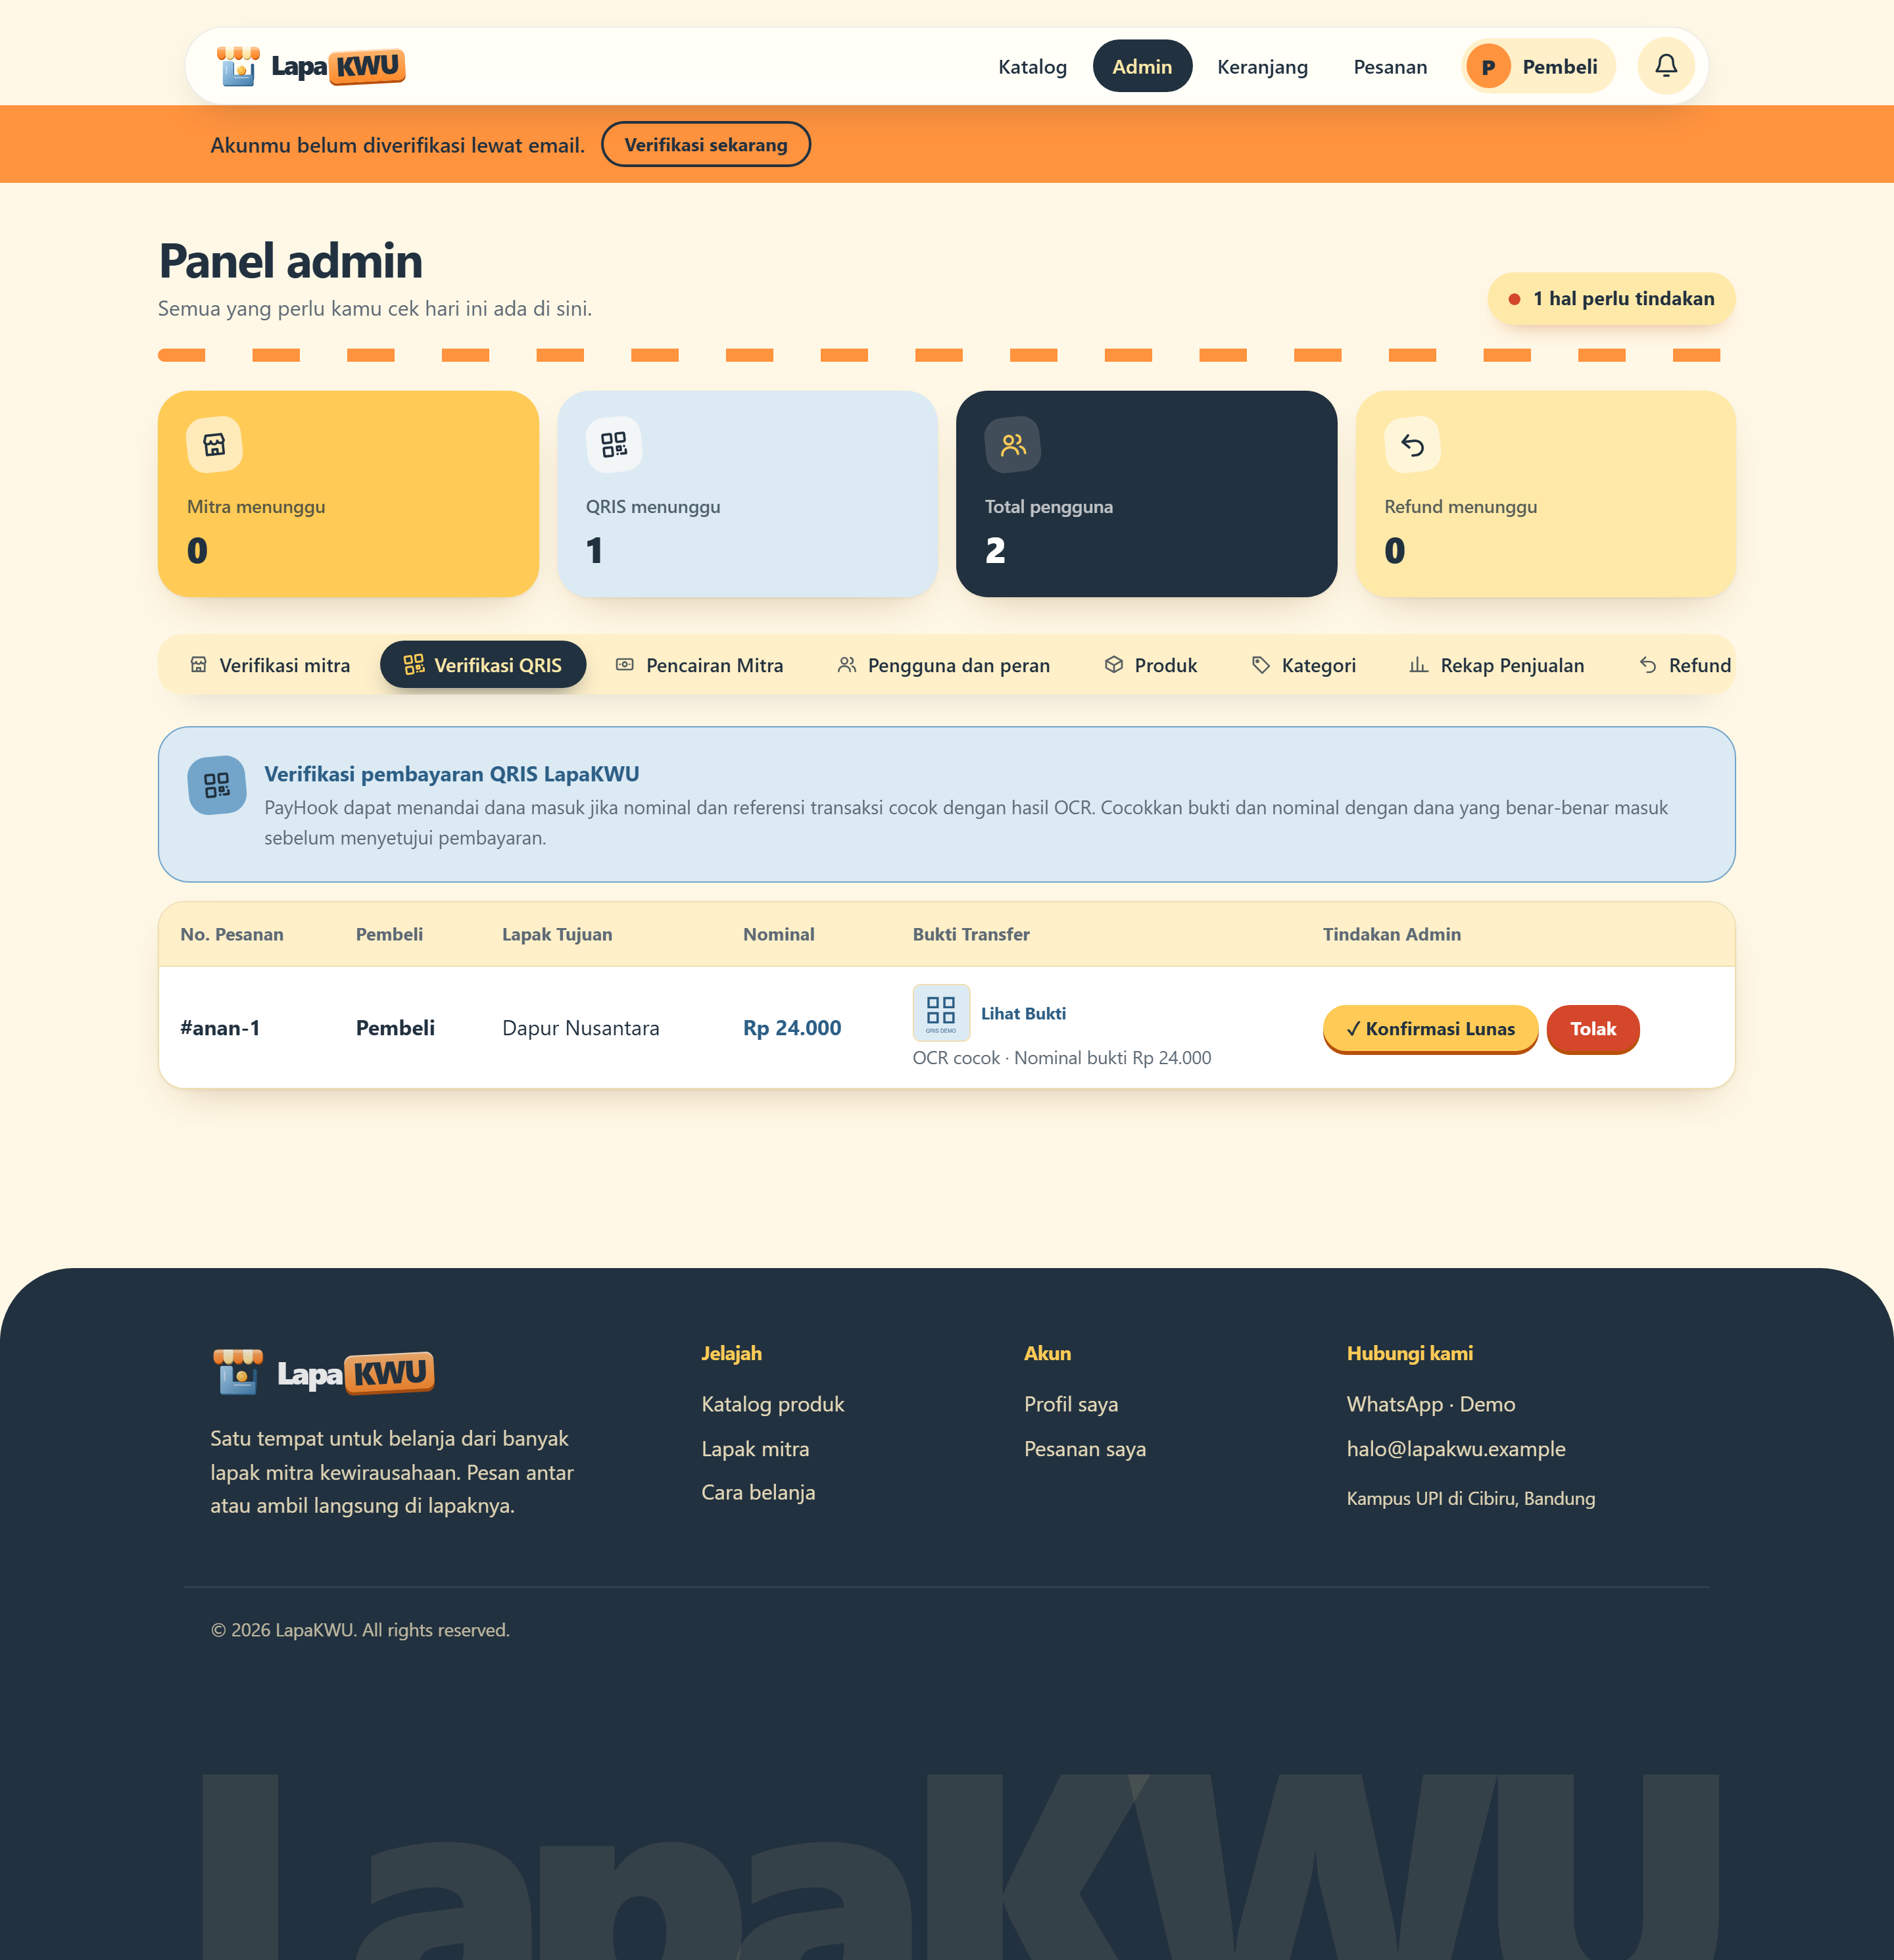 LapaKWU
Katalog
Admin
Keranjang
Pesanan
P
Pembeli
Akunmu belum diverifikasi lewat email.
Verifikasi sekarang
Panel admin
Semua yang perlu kamu cek hari ini ada di sini.
1 hal perlu tindakan
Mitra menunggu
0
QRIS menunggu
1
Total pengguna
2
Refund menunggu
0
Verifikasi mitra
Verifikasi QRIS
Pencairan Mitra
Pengguna dan peran
Produk
Kategori
Rekap Penjualan
Refund
Verifikasi pembayaran QRIS LapaKWU
PayHook dapat menandai dana masuk jika nominal dan referensi transaksi cocok dengan hasil OCR. Cocokkan bukti dan nominal dengan dana yang benar-benar masuk
sebelum menyetujui pembayaran.
No. Pesanan
Pembeli
Lapak Tujuan
Nominal
Bukti Transfer
Tindakan Admin
#anan-1
Pembeli
Dapur Nusantara
Rp 24.000
QRIS DEMO
Lihat Bukti
OCR cocok · Nominal bukti Rp 24.000
✓ Konfirmasi Lunas
Tolak
LapaKWU
Satu tempat untuk belanja dari banyak
lapak mitra kewirausahaan. Pesan antar
atau ambil langsung di lapaknya.
Jelajah
Katalog produk
Lapak mitra
Cara belanja
Akun
Profil saya
Pesanan saya
Hubungi kami
WhatsApp · Demo
halo@lapakwu.example
Kampus UPI di Cibiru, Bandung
© 2026 LapaKWU. All rights reserved.
LapaKWU